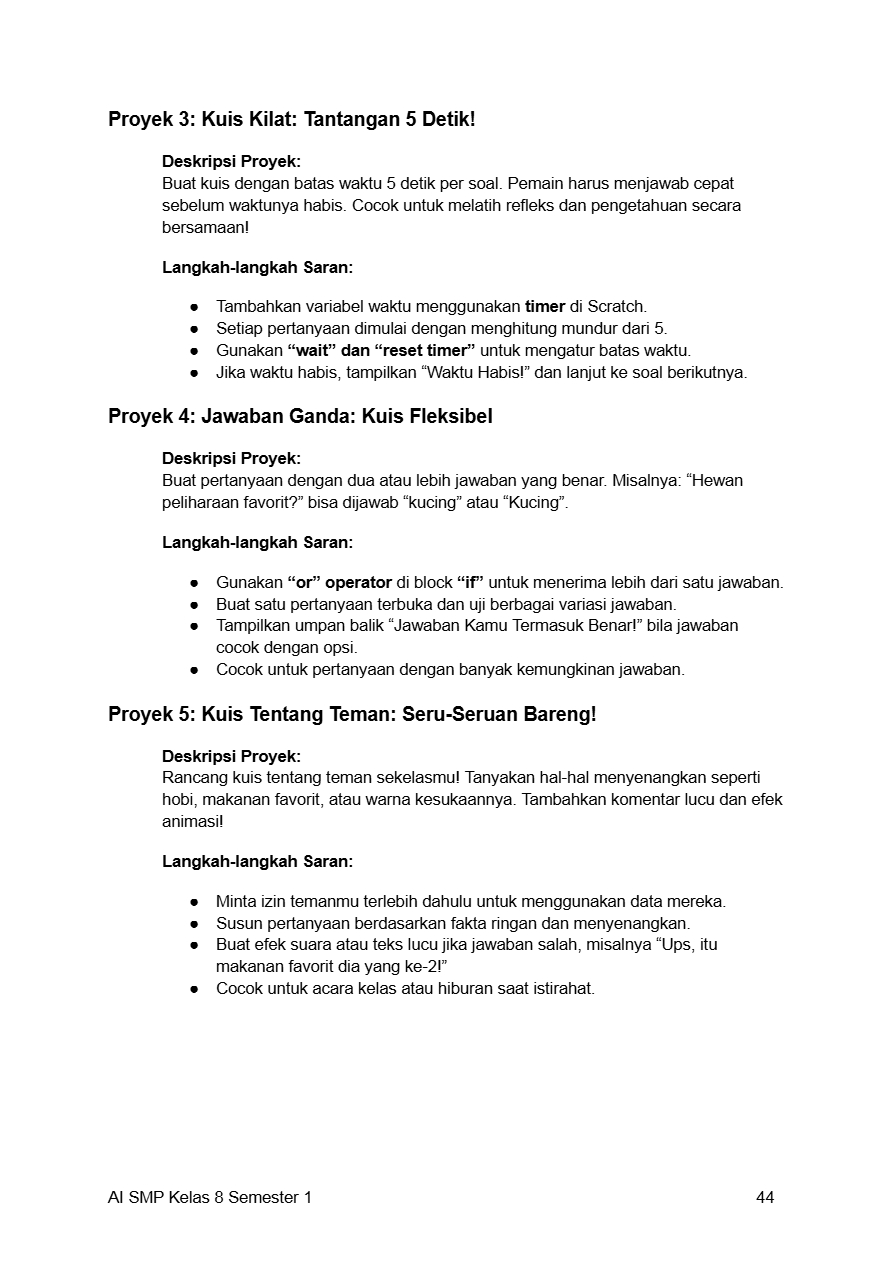 Proyek 3: Kuis Kilat: Tantangan 5 Detik!
Deskripsi Proyek:
Buat kuis dengan batas waktu 5 detik per soal. Pemain harus menjawab cepat
sebelum waktunya habis. Cocok untuk melatih refleks dan pengetahuan secara
bersamaan!
Langkah-langkah Saran:
● Tambahkan variabel waktu menggunakan timer di Scratch.
● Setiap pertanyaan dimulai dengan menghitung mundur dari 5.
● Gunakan “wait” dan “reset timer” untuk mengatur batas waktu.
● Jika waktu habis, tampilkan “Waktu Habis!” dan lanjut ke soal berikutnya.
Proyek 4: Jawaban Ganda: Kuis Fleksibel
Deskripsi Proyek:
Buat pertanyaan dengan dua atau lebih jawaban yang benar. Misalnya: “Hewan
peliharaan favorit?” bisa dijawab “kucing” atau “Kucing”.
Langkah-langkah Saran:
● Gunakan “or” operator di block “if” untuk menerima lebih dari satu jawaban.
● Buat satu pertanyaan terbuka dan uji berbagai variasi jawaban.
● Tampilkan umpan balik “Jawaban Kamu Termasuk Benar!” bila jawaban
cocok dengan opsi.
● Cocok untuk pertanyaan dengan banyak kemungkinan jawaban.
Proyek 5: Kuis Tentang Teman: Seru-Seruan Bareng!
Deskripsi Proyek:
Rancang kuis tentang teman sekelasmu! Tanyakan hal-hal menyenangkan seperti
hobi, makanan favorit, atau warna kesukaannya. Tambahkan komentar lucu dan efek
animasi!
Langkah-langkah Saran:
● Minta izin temanmu terlebih dahulu untuk menggunakan data mereka.
● Susun pertanyaan berdasarkan fakta ringan dan menyenangkan.
● Buat efek suara atau teks lucu jika jawaban salah, misalnya “Ups, itu
makanan favorit dia yang ke-2!”
● Cocok untuk acara kelas atau hiburan saat istirahat.
AI SMP Kelas 8 Semester 1 44